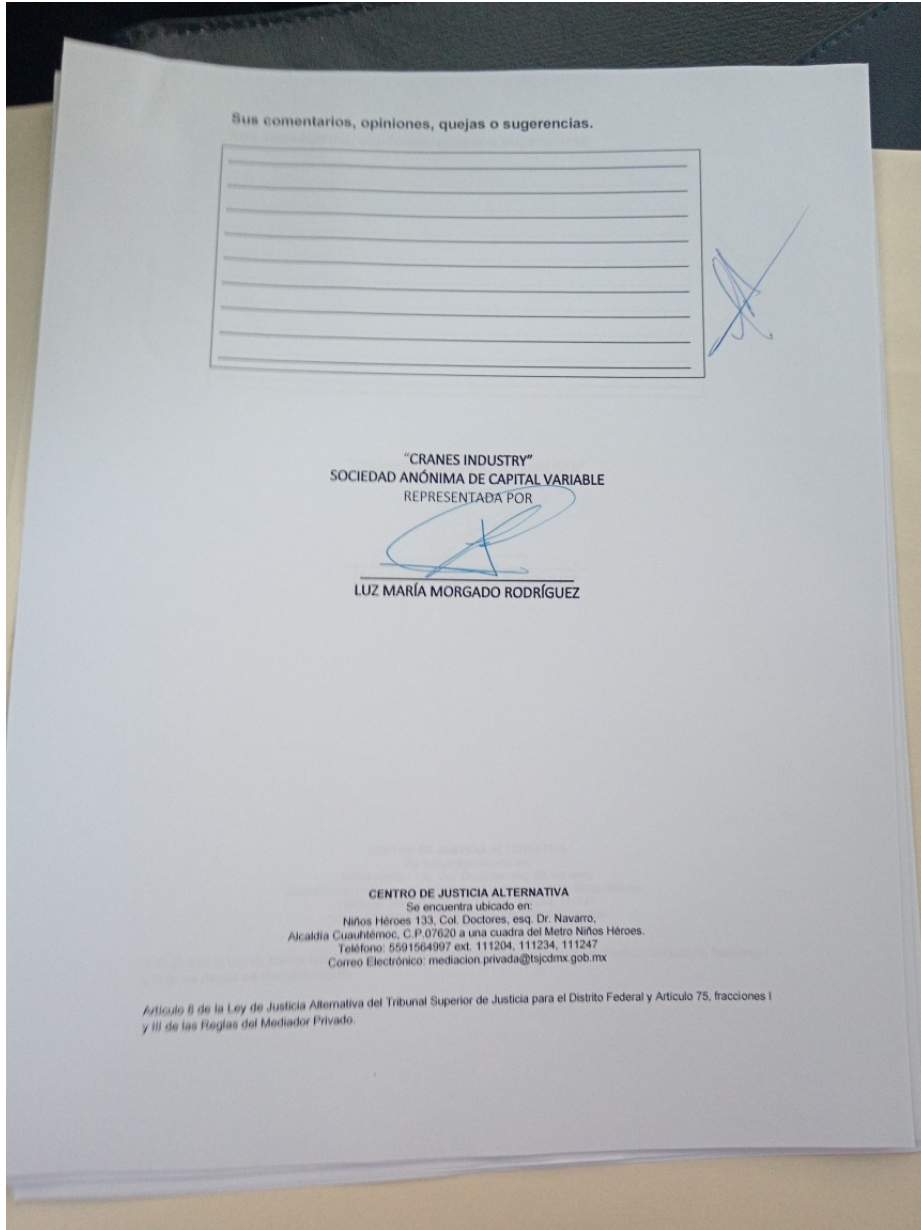 Sus comentarios, opiniones, quejas o sugerencias.
"CRANES INDUSTRY"
SOCIEDAD ANÓNIMA DE CAPITAL VARIABLE
REPRESENTADA POR
LUZ MARÍA MORGADO RODRÍGUEZ
CENTRO DE JUSTICIA ALTERNATIVA
Se encuentra ubicado en:
Niños Héroes 133, Col. Doctores, esq. Dr. Navarro,
Alcaldía Cuauhtémoc, C.P.07620 a una cuadra del Metro Niños Héroes.
Teléfono: 5591564997 ext. 111204, 111234, 111247
Correo Electrónico: mediacion.privada@tsjcdmx.gob.mx
Artículo 6 de la Ley de Justicia Alternativa del Tribunal Superior de Justicia para el Distrito Federal y Artículo 75, fracciones I
y III de las Reglas del Mediador Privado.